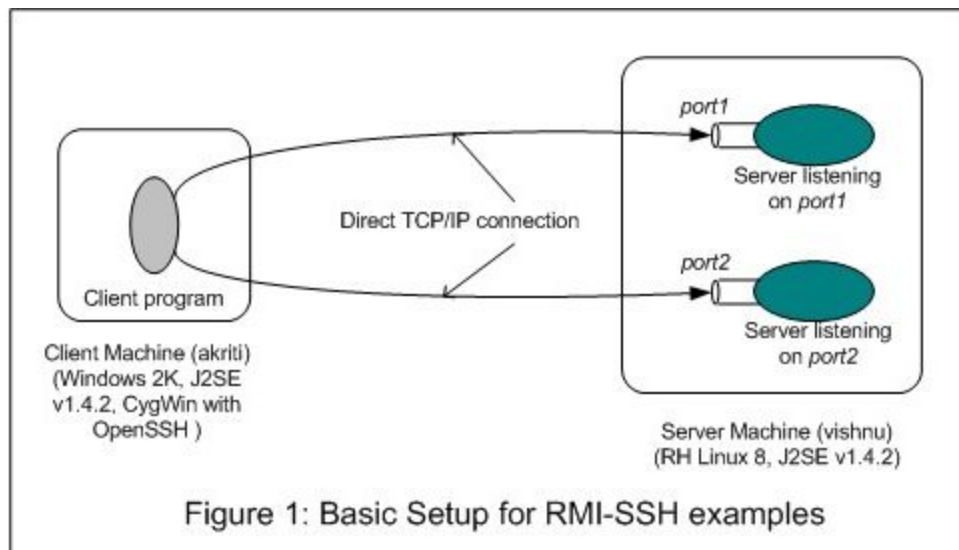 port1
Server listening
on port1
Direct TCP/IP connection
port2
Client program
Server listening
on port2
Client Machine (akriti)
(Windows 2K, J2SE
v1.4.2, CygWin with
OpenSSH )
Server Machine (vishnu)
(RH Linux 8, J2SE v1.4.2)
Figure 1: Basic Setup for RMI-SSH examples